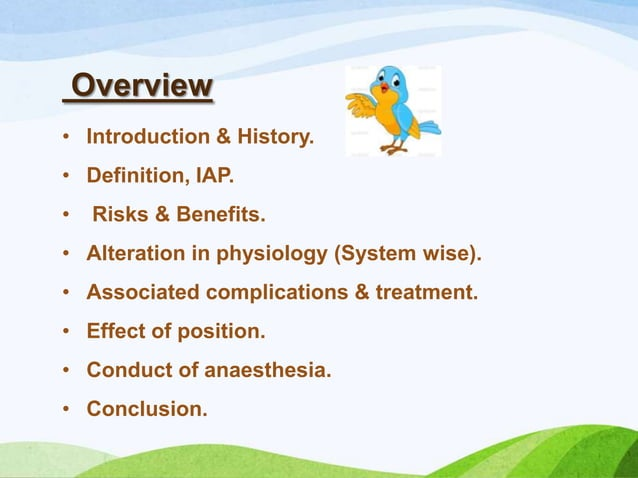 Overview
• Introduction & History.
• Definition, IAP.
• Risks & Benefits.
• Alteration in physiology (System wise).
• Associated complications & treatment.
• Effect of position.
• Conduct of anaesthesia.
• Conclusion.